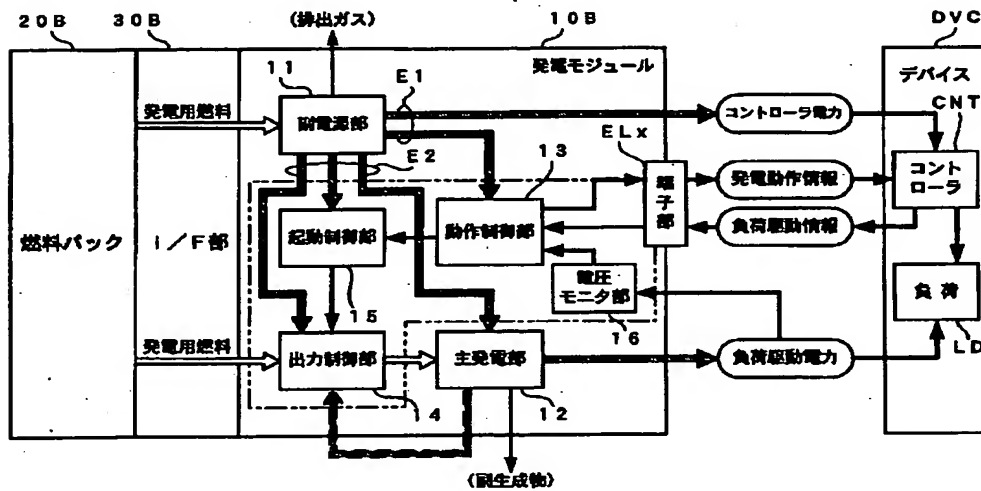 (排出ガス)
20B
30B
10B
DVC
11
発電モジュール
デバイス
E1
発電用燃料
副電源部
コントローラ電力
CNT
ELx
E2
13
端子部
発電動作情報
コントローラ
負荷駆動情報
燃料パック
I/F部
起動制御部
動作制御部
電圧モニタ部
負荷
15
16
発電用燃料
出力制御部
主発電部
負荷駆動電力
LD
14
12
(副生成物)